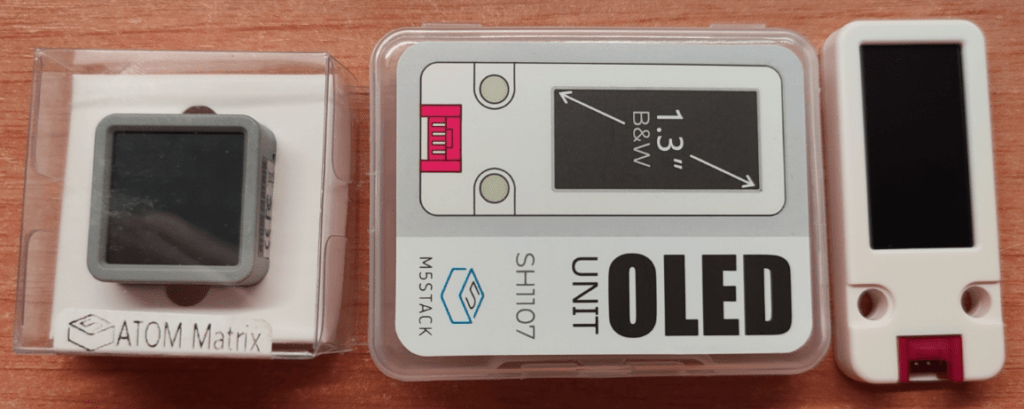 ATOM Matrix
1.3"
B&W
M5STACK
SH1107
UNIT
OLED